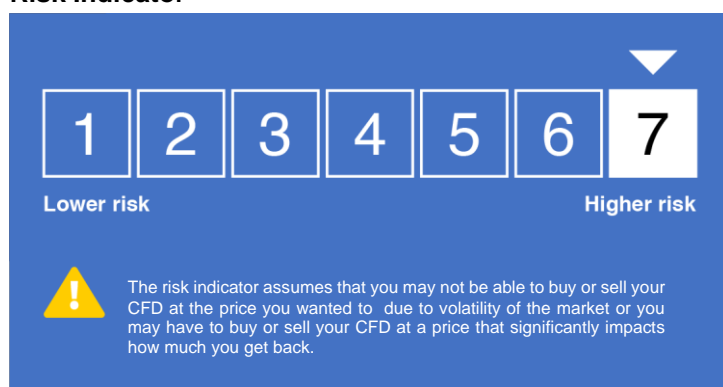 1 2 3 4 5 6 7
Lower risk Higher risk
The risk indicator assumes that you may not be able to buy or sell your
CFD at the price you wanted to due to volatility of the market or you
may have to buy or sell your CFD at a price that significantly impacts
how much you get back.